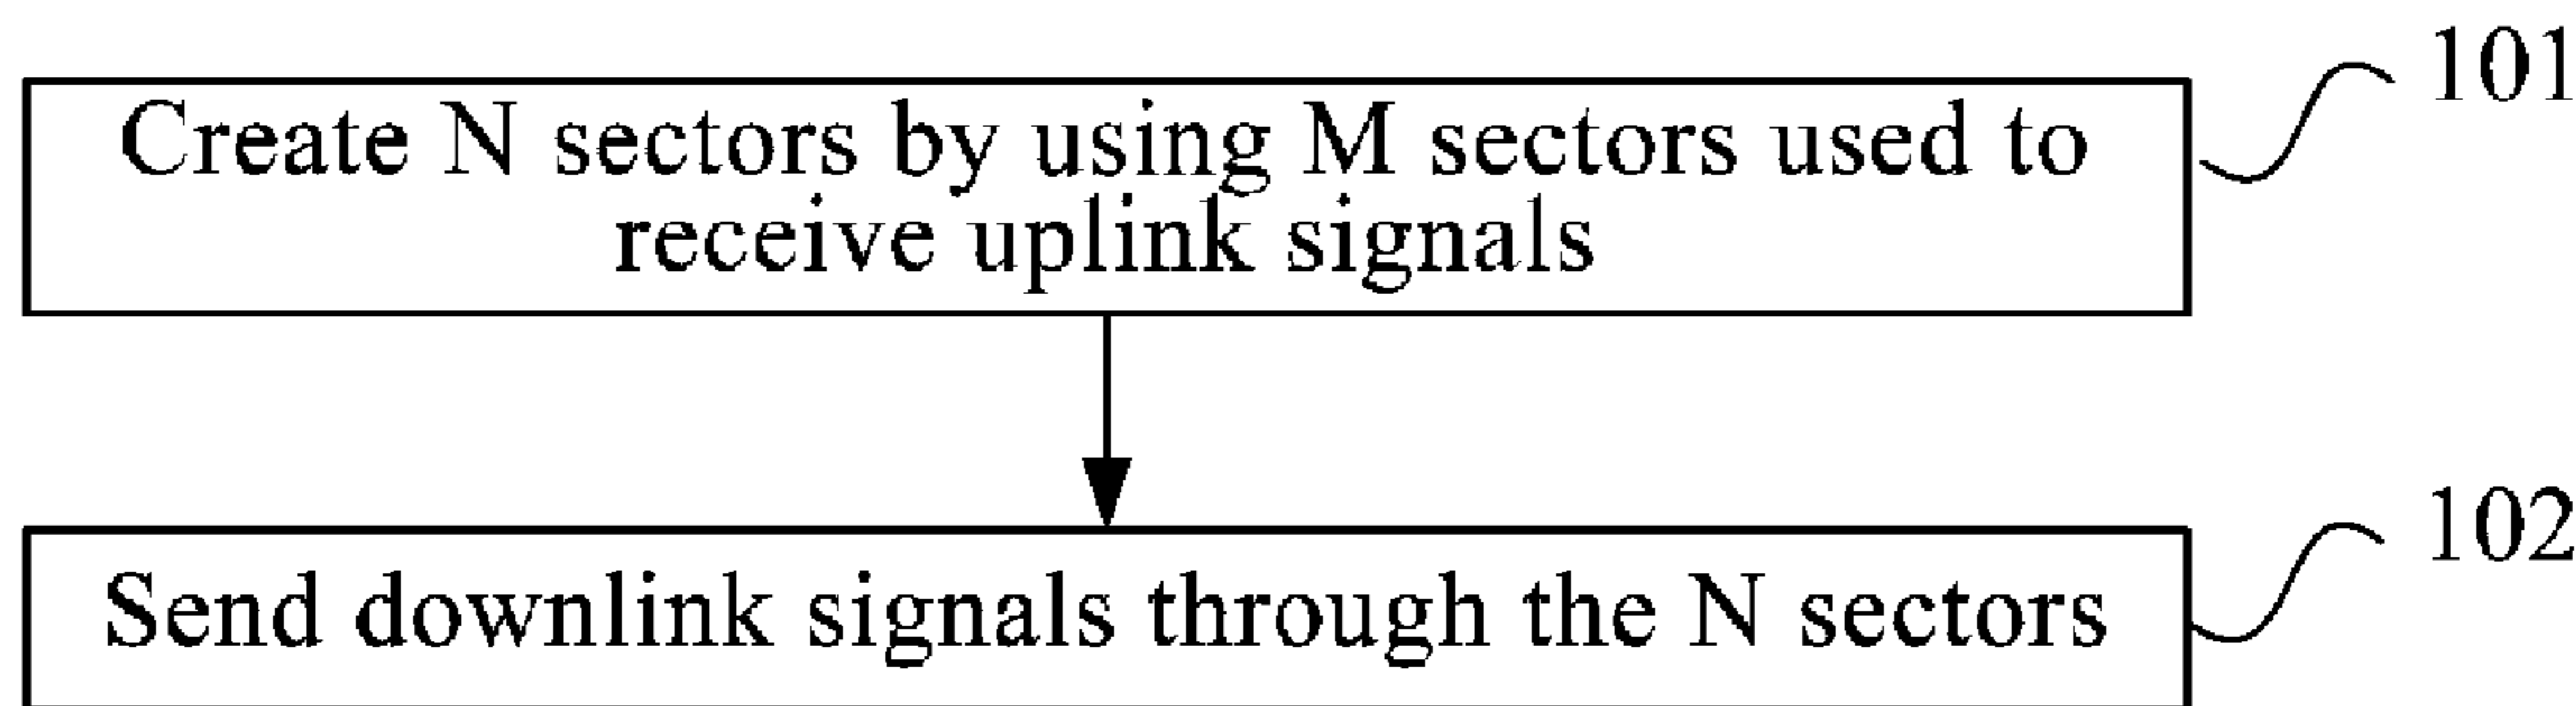 101
Create N sectors by using M sectors used to
receive uplink signals
102
Send downlink signals through the N sectors